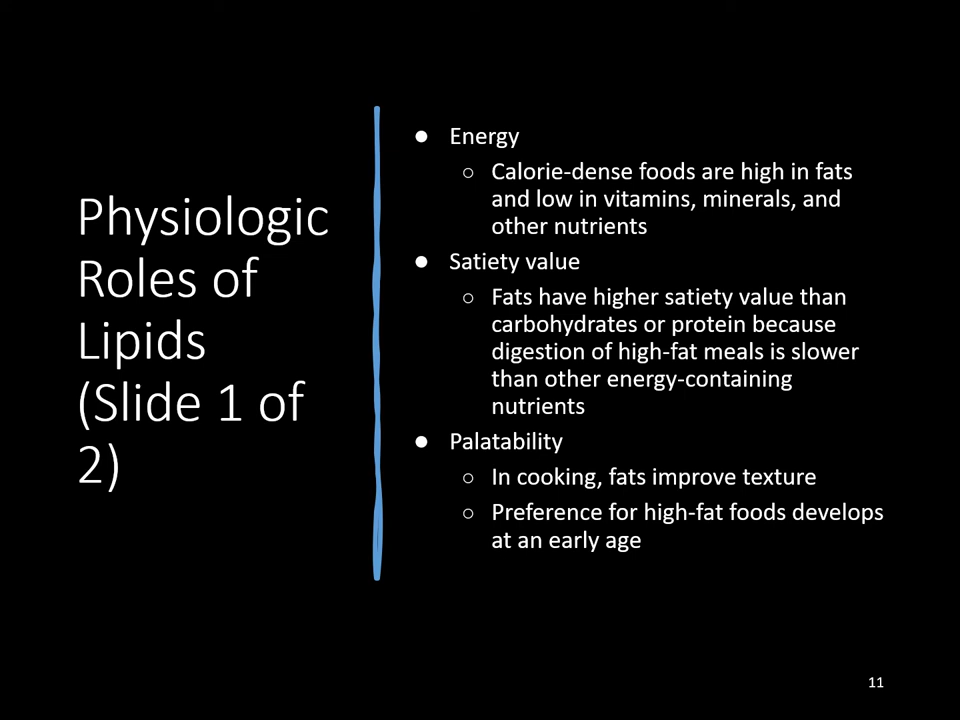 Physiologic
Roles of
Lipids
(Slide 1 of
2)
● Energy
○ Calorie-dense foods are high in fats
and low in vitamins, minerals, and
other nutrients
● Satiety value
○ Fats have higher satiety value than
carbohydrates or protein because
digestion of high-fat meals is slower
than other energy-containing
nutrients
● Palatability
○ In cooking, fats improve texture
○ Preference for high-fat foods develops
at an early age
11